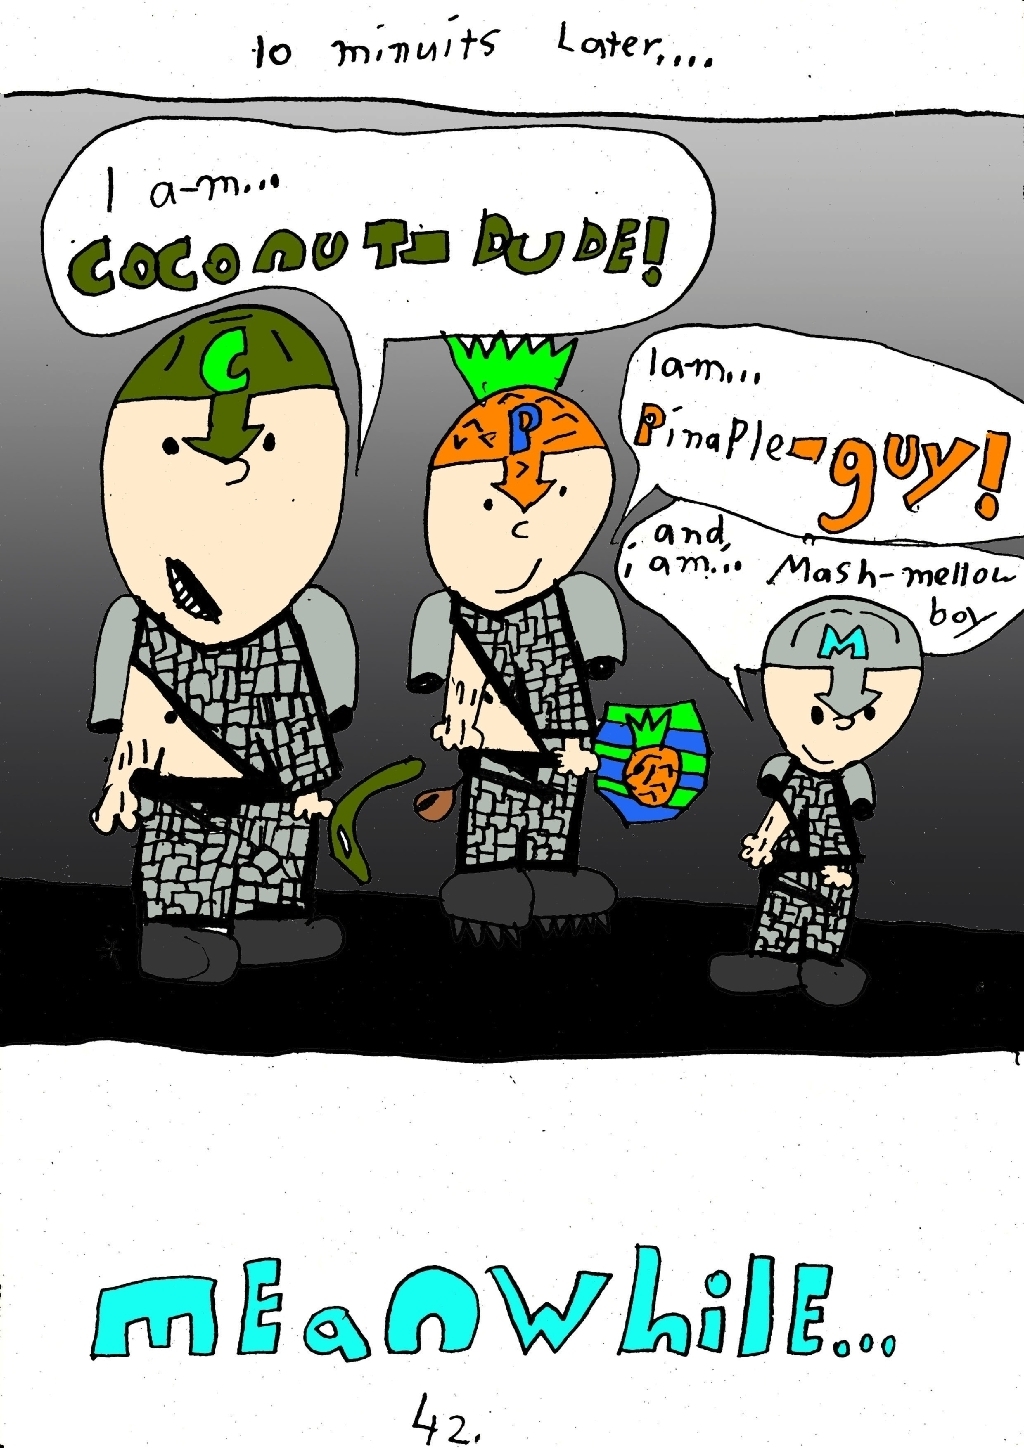 10 minuits Later....
I a-m...
COCONUT-DUDE!
C
I am...
PinaPle-guy!
P
and,
i am... Mash-mellow
boy
M
mEanwhilE...
42.